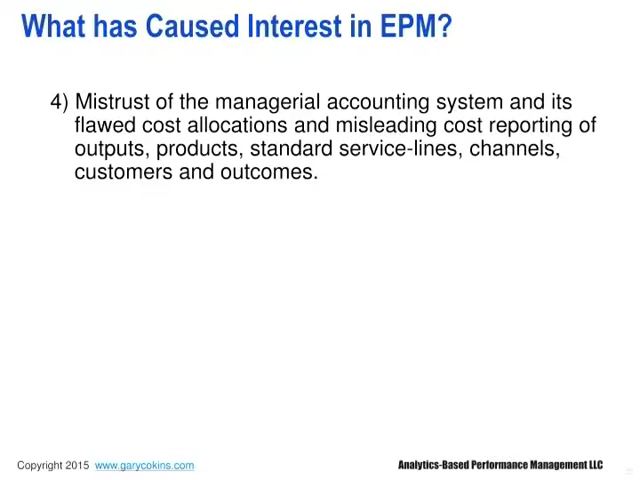 What has Caused Interest in EPM?
4) Mistrust of the managerial accounting system and its
flawed cost allocations and misleading cost reporting of
outputs, products, standard service-lines, channels,
customers and outcomes.
Copyright 2015 www.garycokins.com
Analytics-Based Performance Management LLC